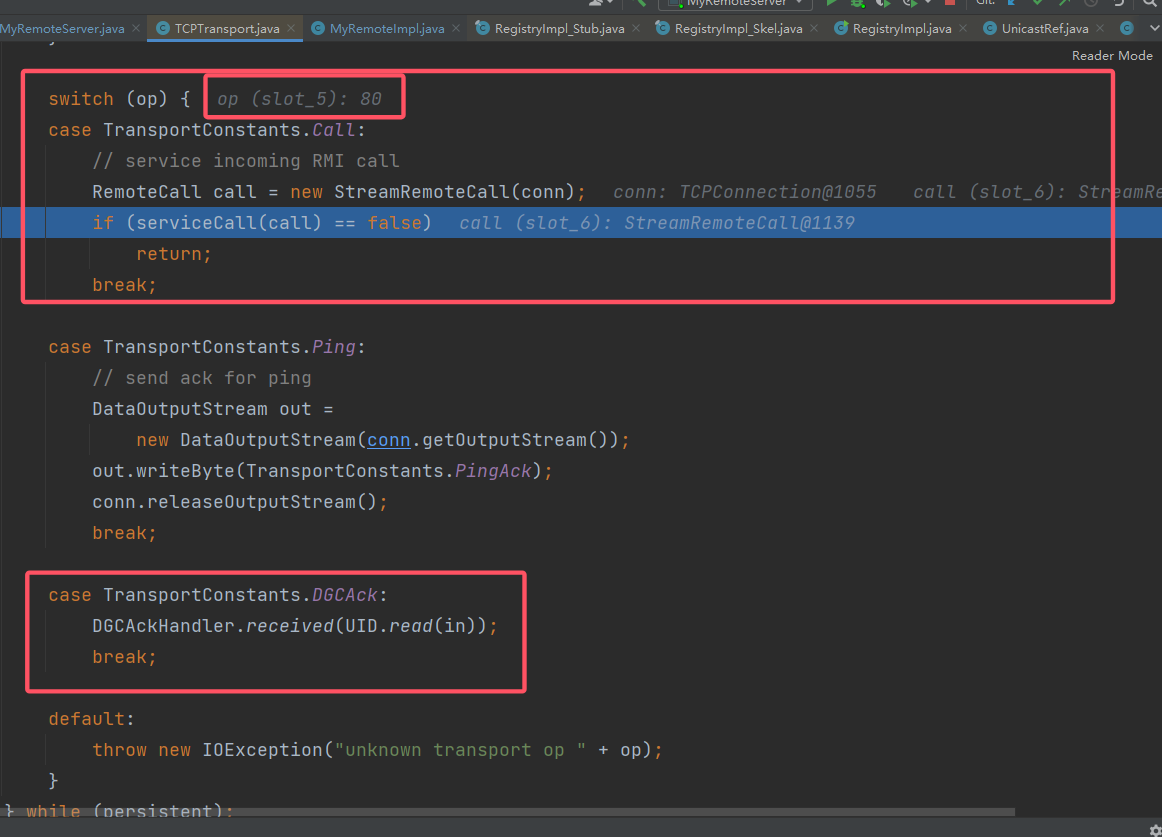 MyRemoteServer
Git:
MyRemoteServer.java × TCPTransport.java × MyRemoteImpl.java × RegistryImpl_Stub.java × RegistryImpl_Skel.java × RegistryImpl.java × UnicastRef.java ×
Reader Mode
switch (op) { op (slot_5): 80
case TransportConstants.Call:
// service incoming RMI call
RemoteCall call = new StreamRemoteCall(conn); conn: TCPConnection@1055 call (slot_6): StreamRe
if (serviceCall(call) == false) call (slot_6): StreamRemoteCall@1139
return;
break;
case TransportConstants.Ping:
// send ack for ping
DataOutputStream out =
new DataOutputStream(conn.getOutputStream());
out.writeByte(TransportConstants.PingAck);
conn.releaseOutputStream();
break;
case TransportConstants.DGCAck:
DGCAckHandler.received(UID.read(in));
break;
default:
throw new IOException("unknown transport op " + op);
}
} while (persistent);